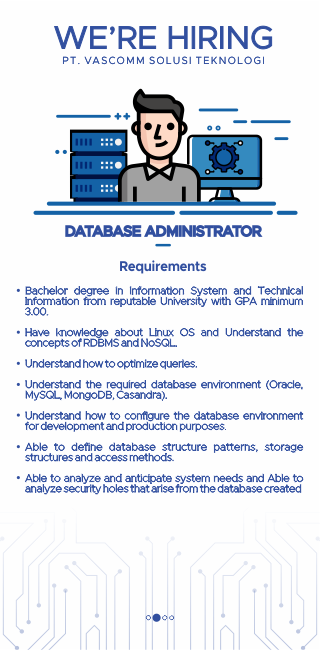 WE'RE HIRING
PT. VASCOMM SOLUSI TEKNOLOGI
DATABASE ADMINISTRATOR
Requirements
• Bachelor degree in Information System and Technical
Information from reputable University with GPA minimum
3.00.
• Have knowledge about Linux OS and Understand the
concepts of RDBMS and NoSQL.
• Understand how to optimize queries.
• Understand the required database environment (Oracle,
MySQL, MongoDB, Casandra).
• Understand how to configure the database environment
for development and production purposes.
• Able to define database structure patterns, storage
structures and access methods.
• Able to analyze and anticipate system needs and Able to
analyze security holes that arise from the database created